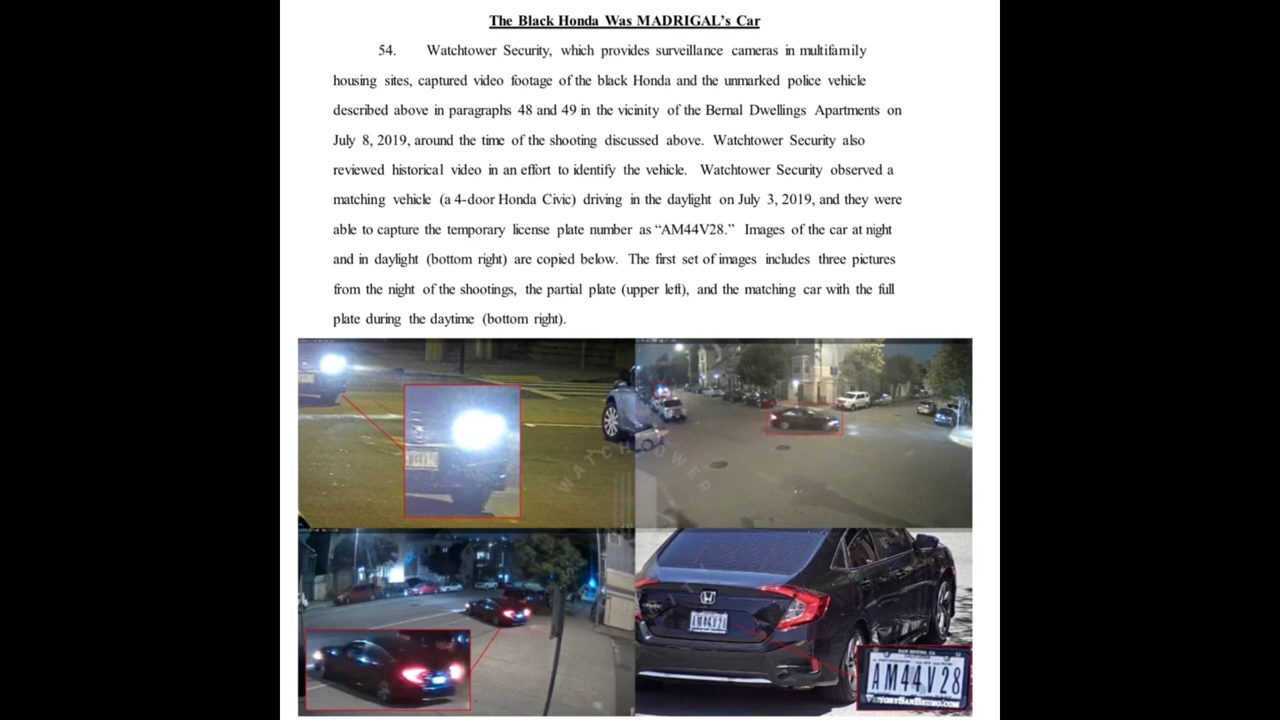 The Black Honda Was MADRIGAL's Car
54. Watchtower Security, which provides surveillance cameras in multifamily
housing sites, captured video footage of the black Honda and the unmarked police vehicle
described above in paragraphs 48 and 49 in the vicinity of the Bernal Dwellings Apartments on
July 8, 2019, around the time of the shooting discussed above. Watchtower Security also
reviewed historical video in an effort to identify the vehicle. Watchtower Security observed a
matching vehicle (a 4-door Honda Civic) driving in the daylight on July 3, 2019, and they were
able to capture the temporary license plate number as “AM44V28.” Images of the car at night
and in daylight (bottom right) are copied below. The first set of images includes three pictures
from the night of the shootings, the partial plate (upper left), and the matching car with the full
plate during the daytime (bottom right).
WATCHTOWER
AM44V28
AM44V28